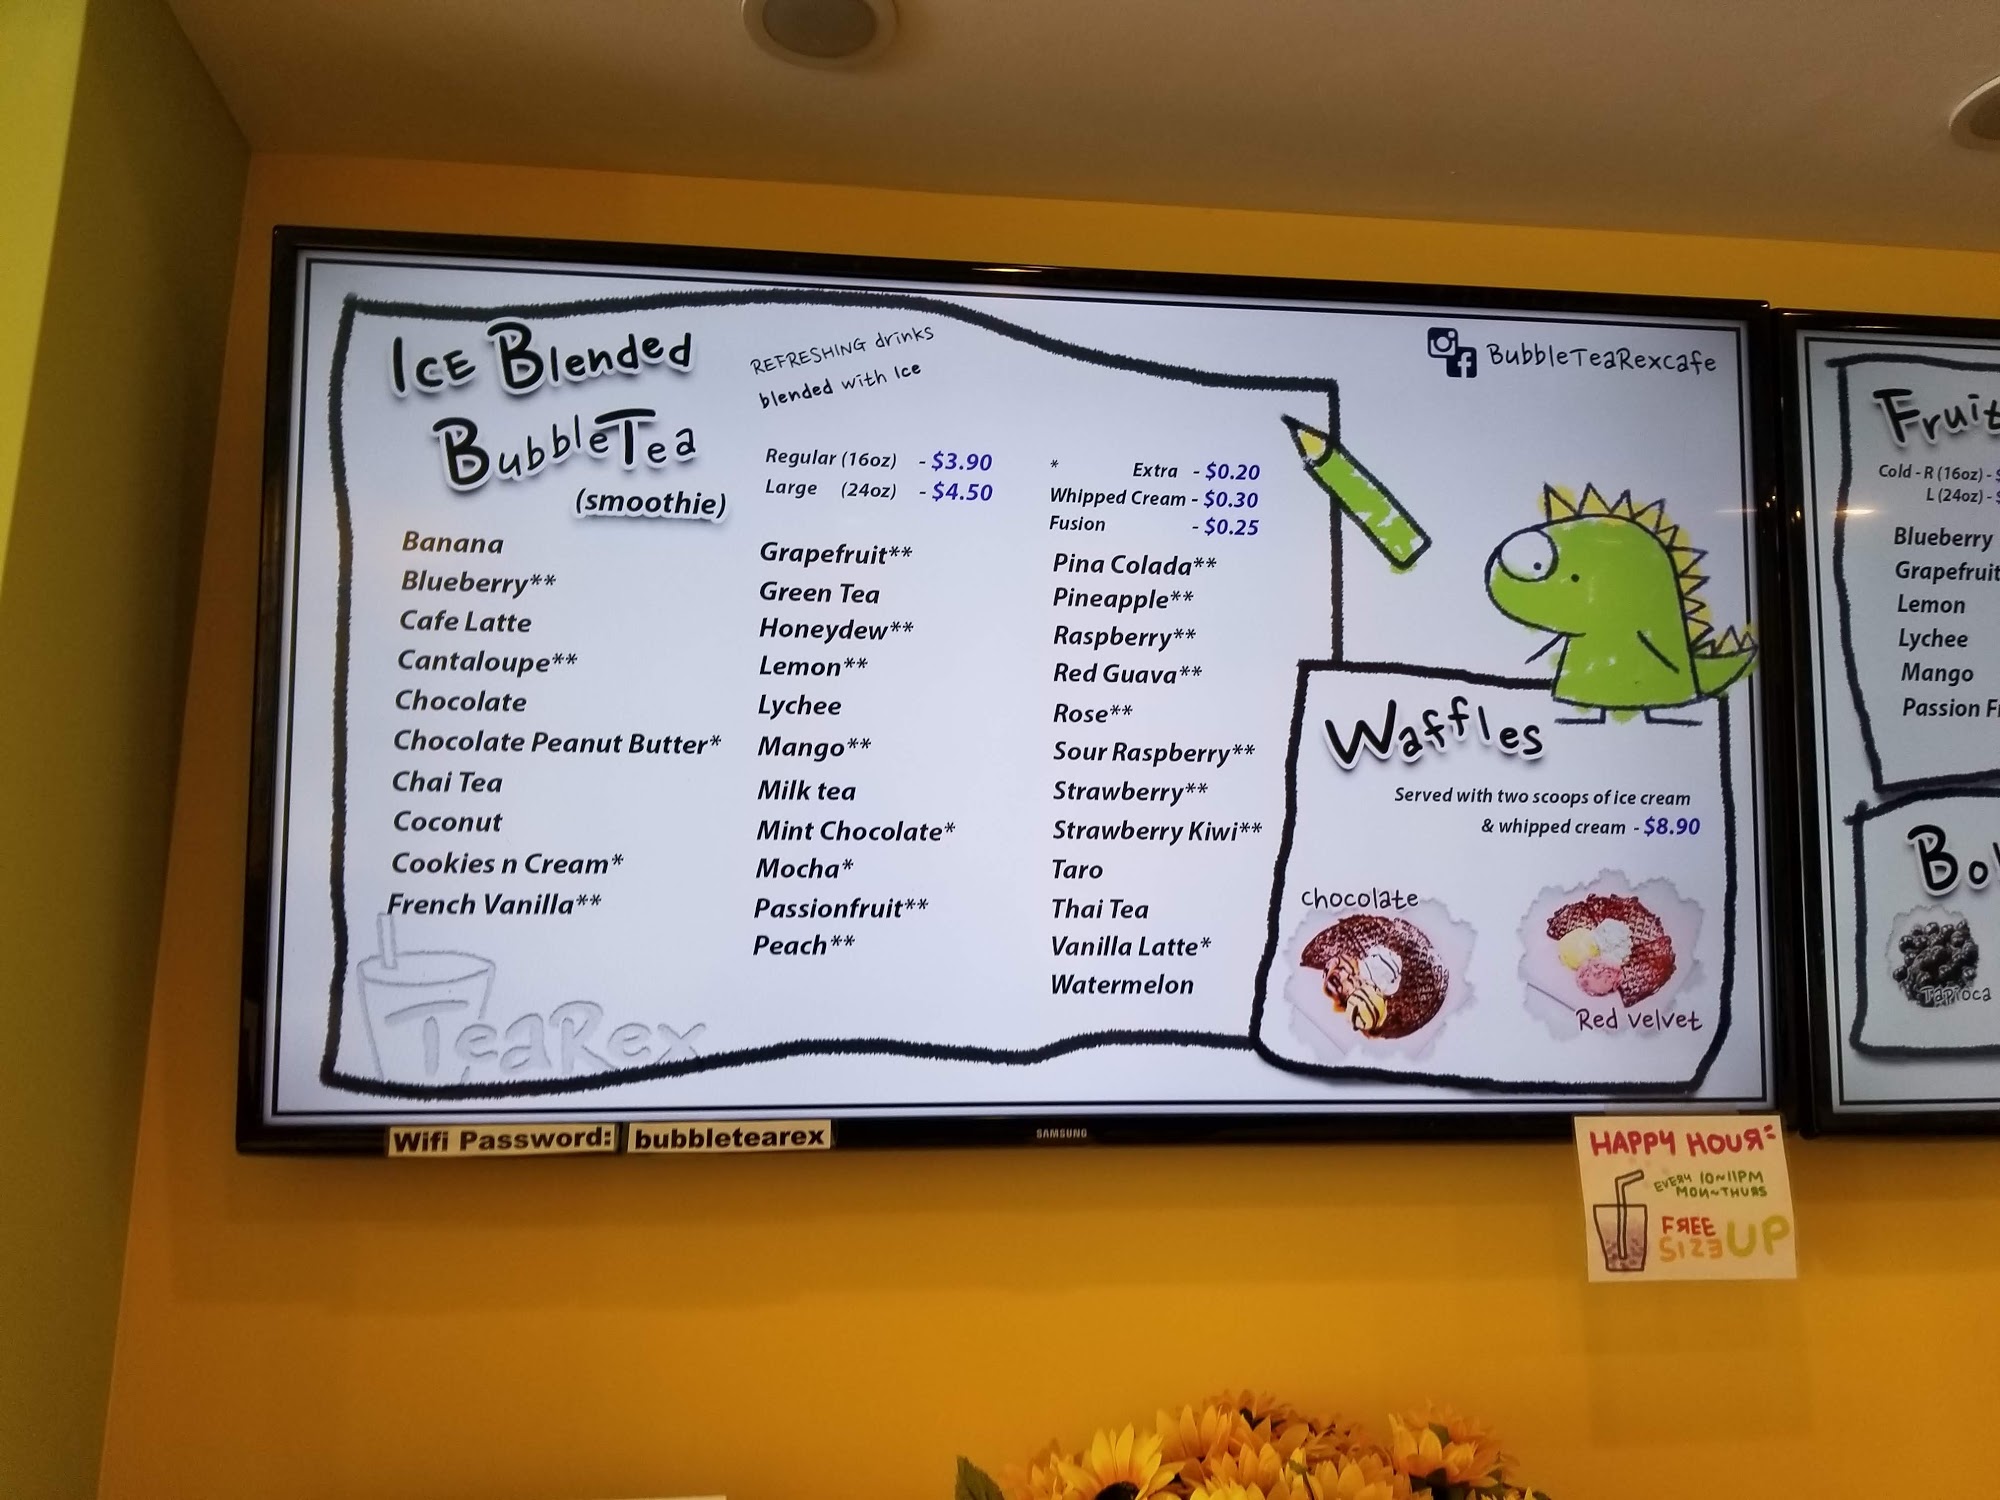 Ice Blended
BubbleTea
(smoothie)
REFRESHING drinks
blended with Ice
Regular (16oz) - $3.90
Large (24oz) - $4.50
* Extra - $0.20
Whipped Cream - $0.30
Fusion - $0.25
Banana
Blueberry**
Cafe Latte
Cantaloupe**
Chocolate
Chocolate Peanut Butter*
Chai Tea
Coconut
Cookies n Cream*
French Vanilla**
Grapefruit**
Green Tea
Honeydew**
Lemon**
Lychee
Mango**
Milk tea
Mint Chocolate*
Mocha*
Passionfruit**
Peach**
Pina Colada**
Pineapple**
Raspberry**
Red Guava**
Rose**
Sour Raspberry**
Strawberry**
Strawberry Kiwi**
Taro
Thai Tea
Vanilla Latte*
Watermelon
TeaRex
BubbleTeaRexcafe
Waffles
Served with two scoops of ice cream
& whipped cream - $8.90
chocolate
Red velvet
Fruit
Cold - R (16oz) - $
L (24oz) - $
Blueberry
Grapefruit
Lemon
Lychee
Mango
Passion
Tapioca
Wifi Password: bubbletearex
SAMSUNG
HAPPY HOUR:
EVERY 10~11PM
MON~THURS
FREE
SIZE UP